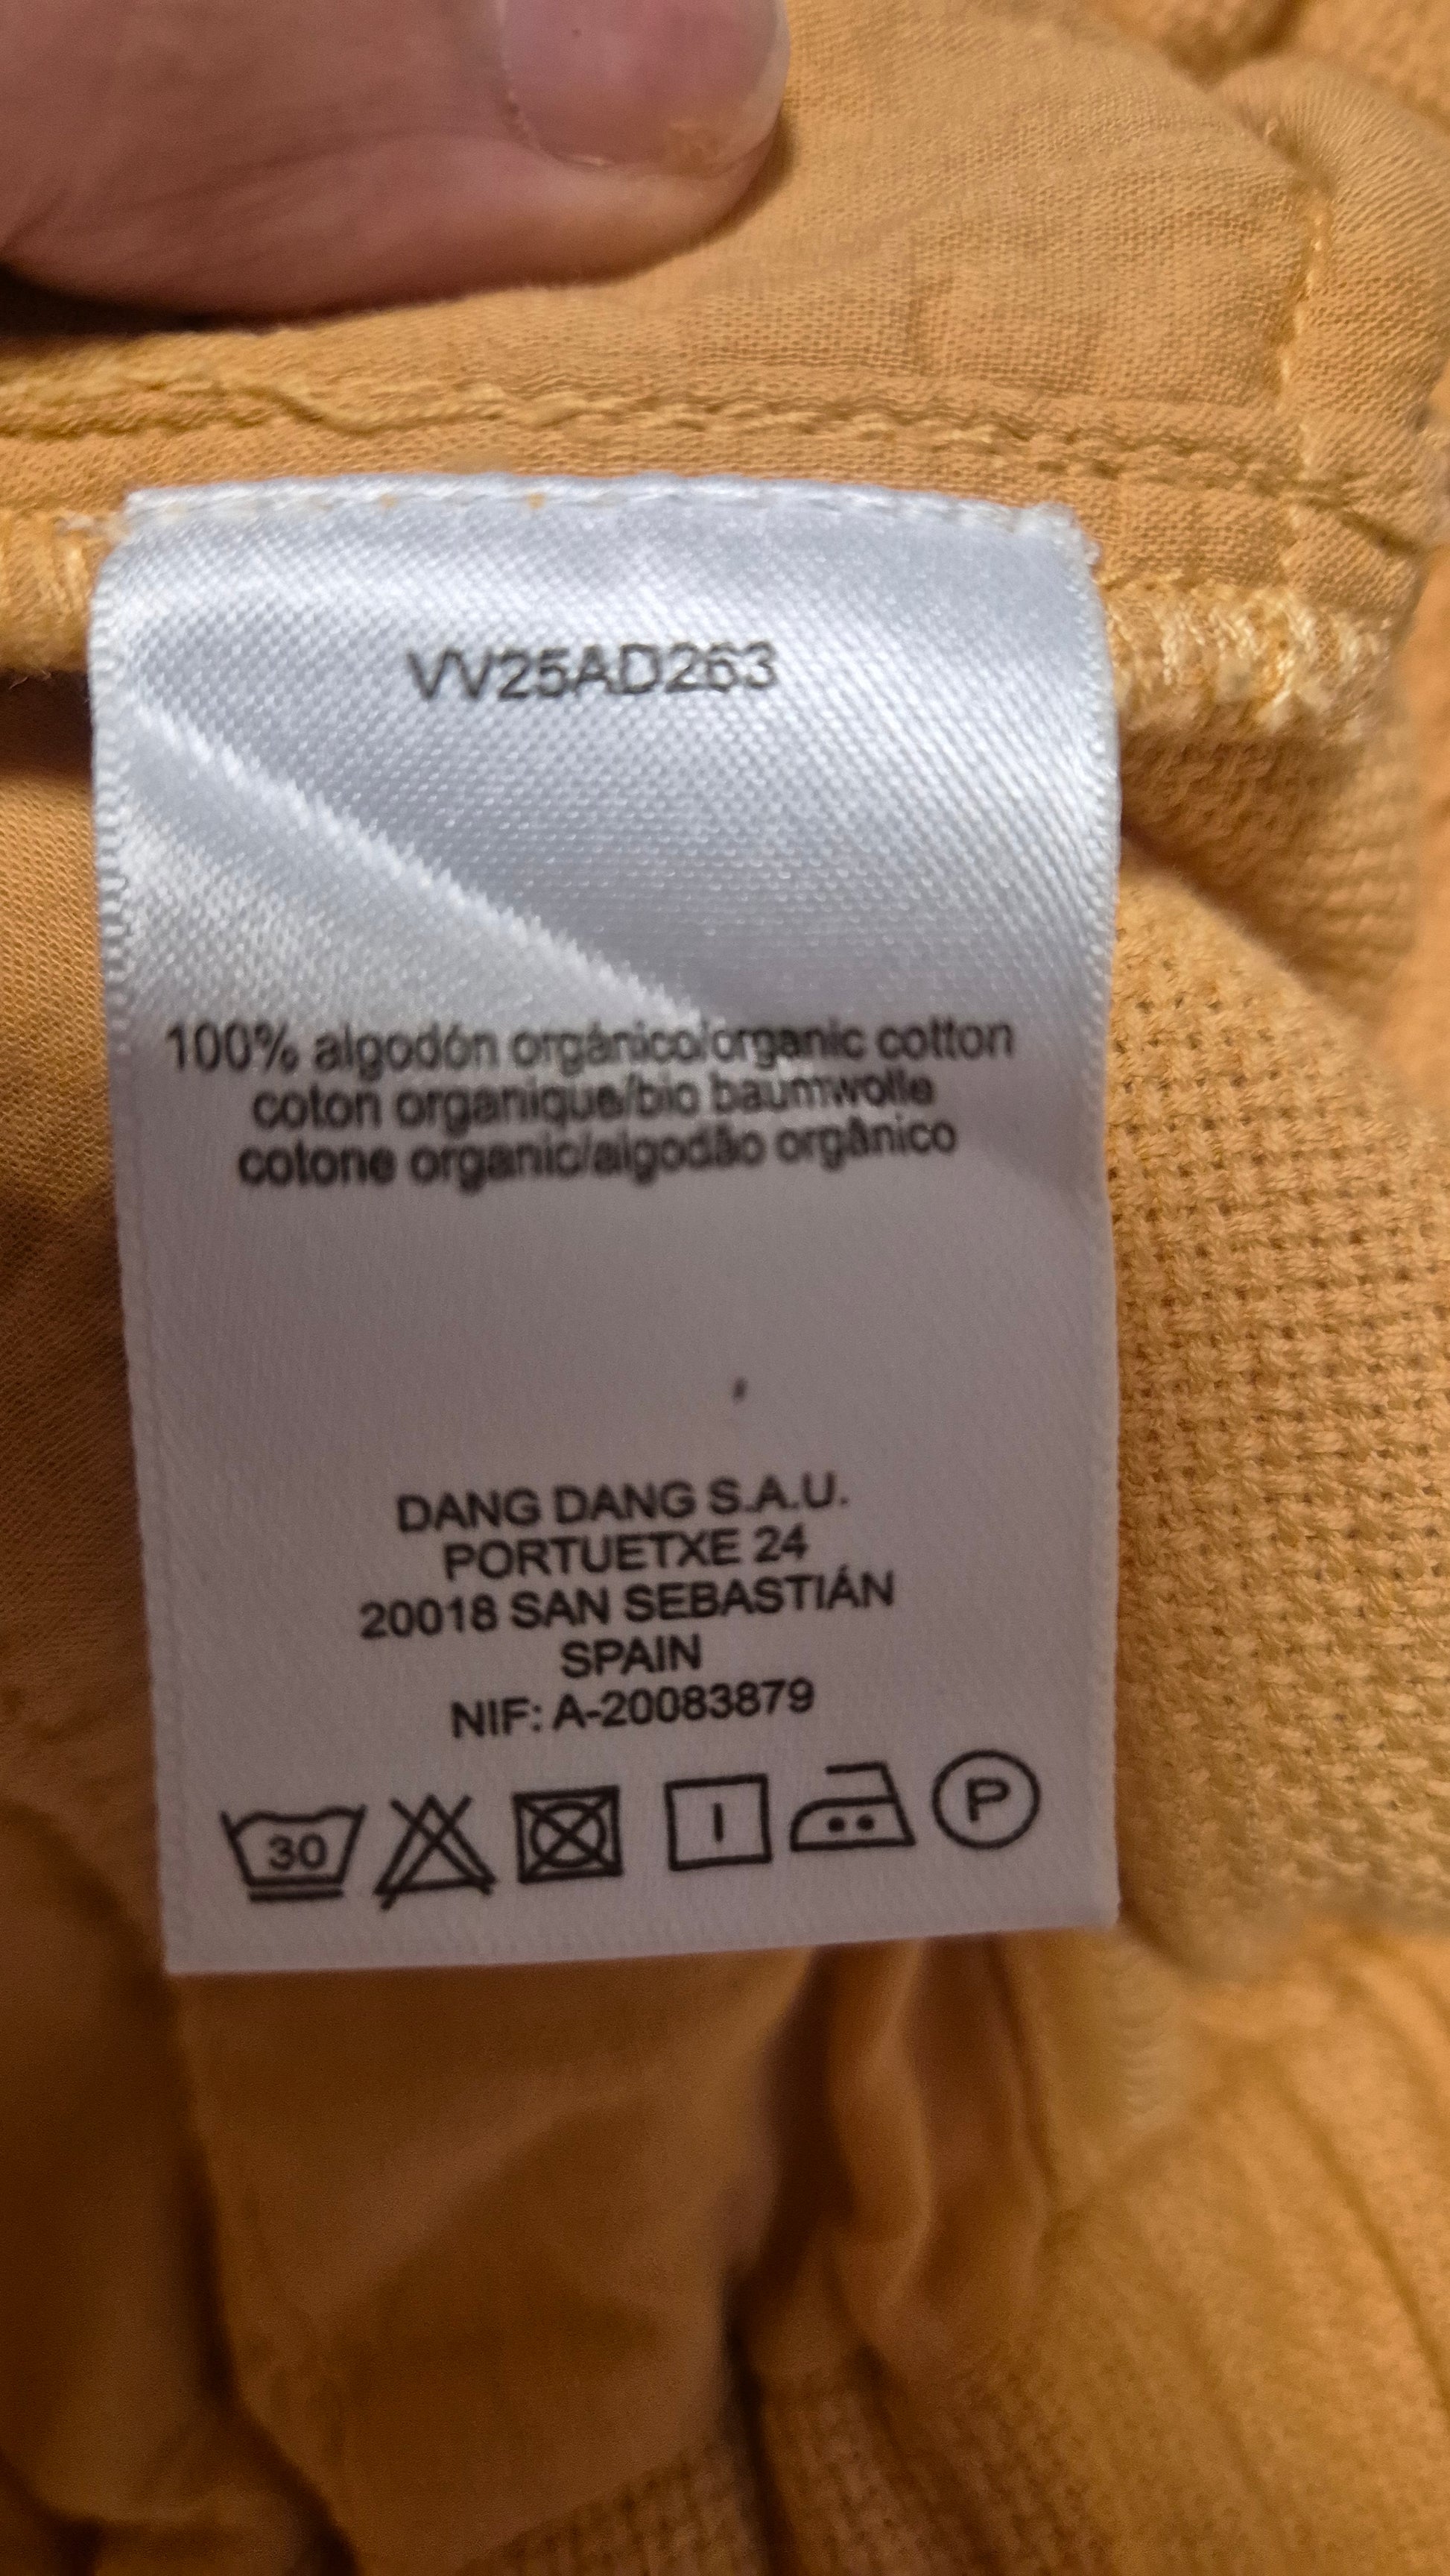 VV25AD263
100% algodón orgánico/organic cotton
coton organique/bio baumwolle
cotone organic/algodão orgânico
DANG DANG S.A.U.
PORTUETXE 24
20018 SAN SEBASTIÁN
SPAIN
NIF: A-20083879
30 P